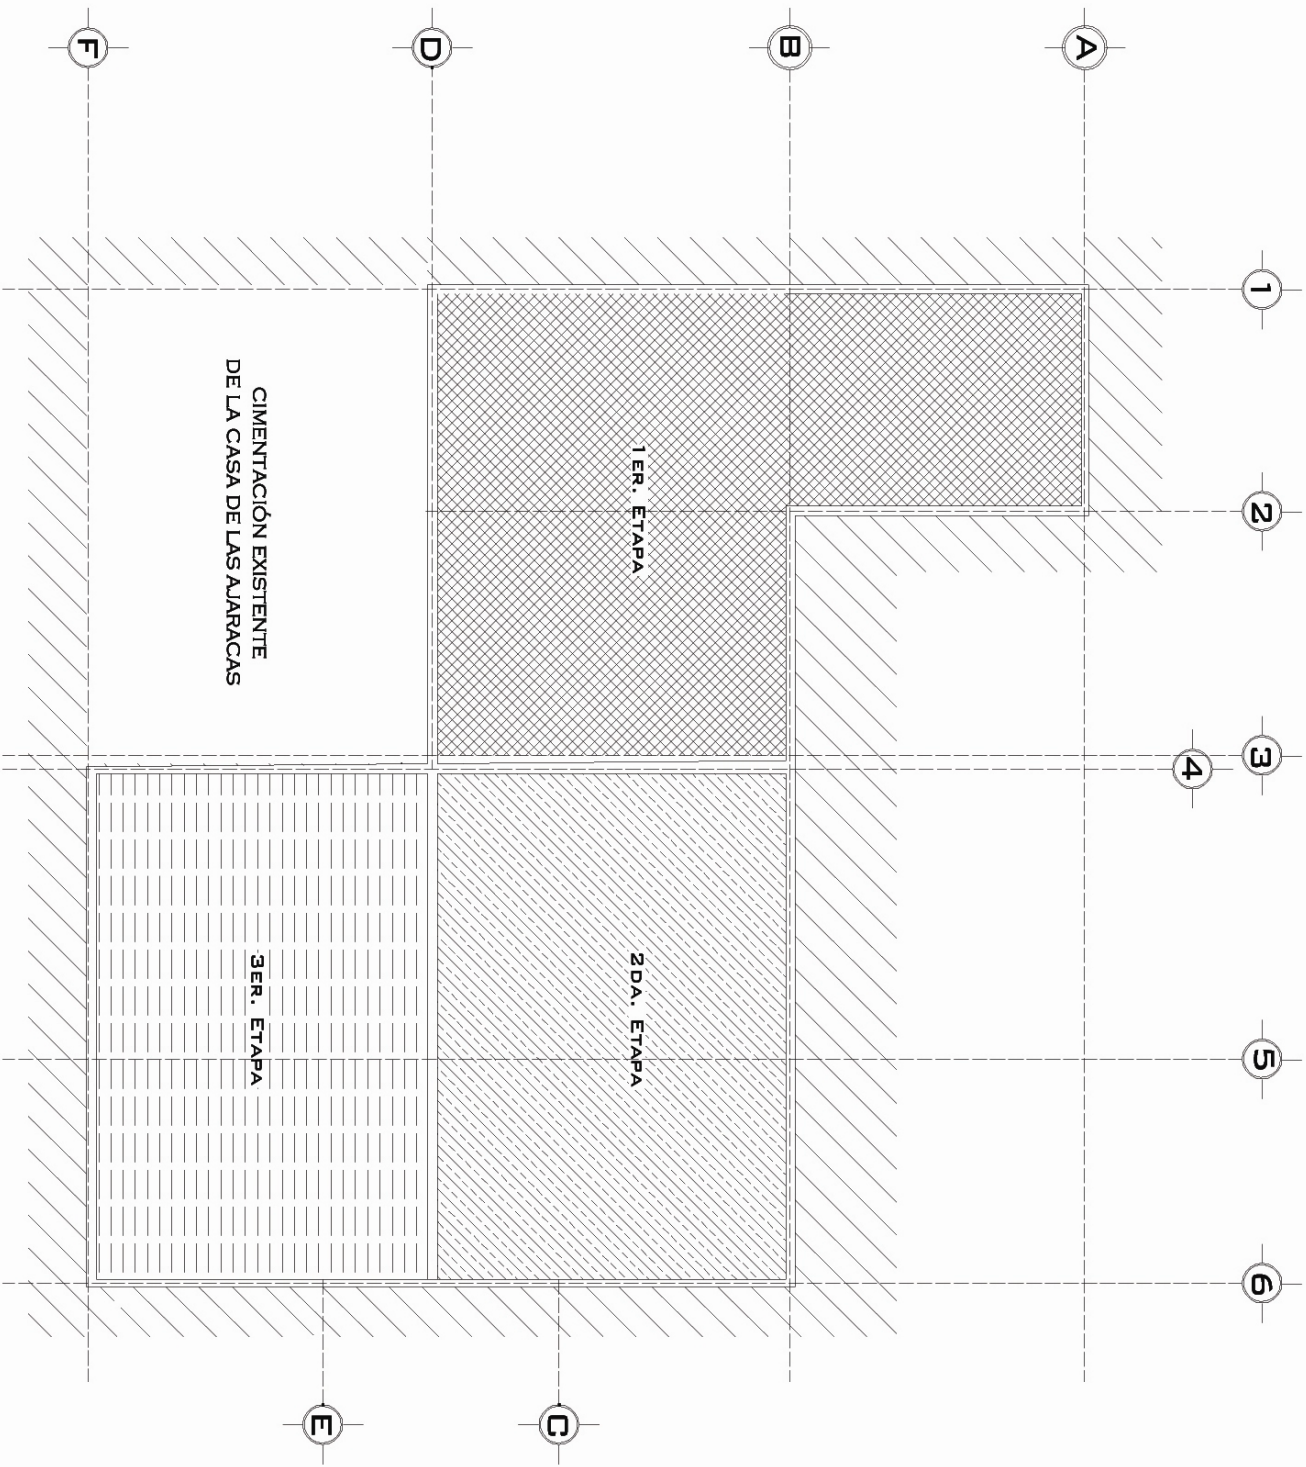 A
B
D
F
1
2
3
4
5
6
C
E
1ER. ETAPA
2DA. ETAPA
CIMENTACIÓN EXISTENTE
DE LA CASA DE LAS AJARACAS
3ER. ETAPA